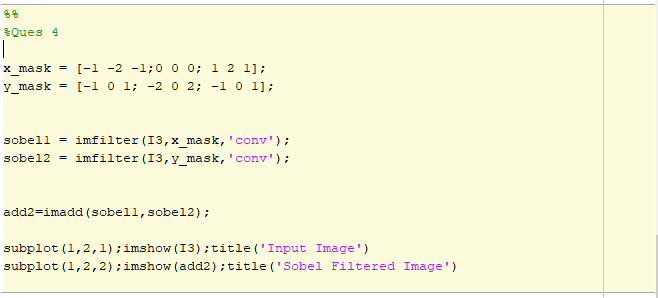 %%
%Ques 4
x_mask = [-1 -2 -1;0 0 0; 1 2 1];
y_mask = [-1 0 1; -2 0 2; -1 0 1];
sobel1 = imfilter(I3,x_mask,'conv');
sobel2 = imfilter(I3,y_mask,'conv');
add2=imadd(sobel1,sobel2);
subplot(1,2,1);imshow(I3);title('Input Image')
subplot(1,2,2);imshow(add2);title('Sobel Filtered Image')